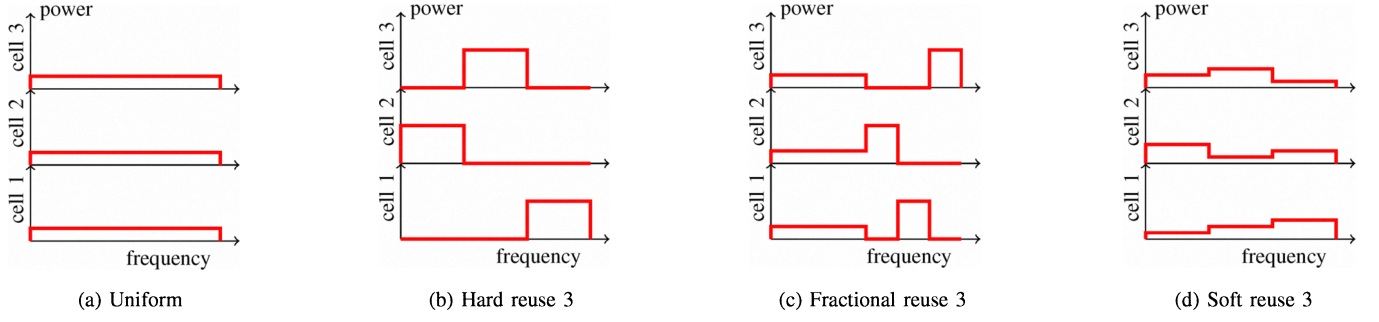 power
cell 3
cell 2
cell 1
frequency
(a) Uniform
power
cell 3
cell 2
cell 1
frequency
(b) Hard reuse 3
power
cell 3
cell 2
cell 1
frequency
(c) Fractional reuse 3
power
cell 3
cell 2
cell 1
frequency
(d) Soft reuse 3